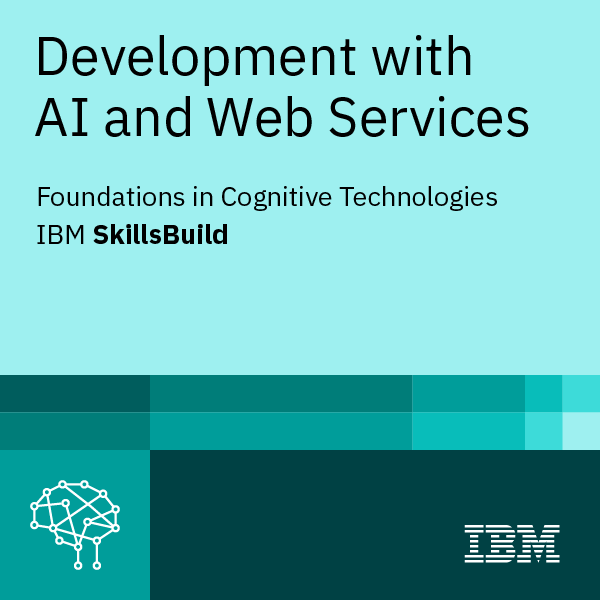 Development with
AI and Web Services
Foundations in Cognitive Technologies
IBM SkillsBuild
IBM